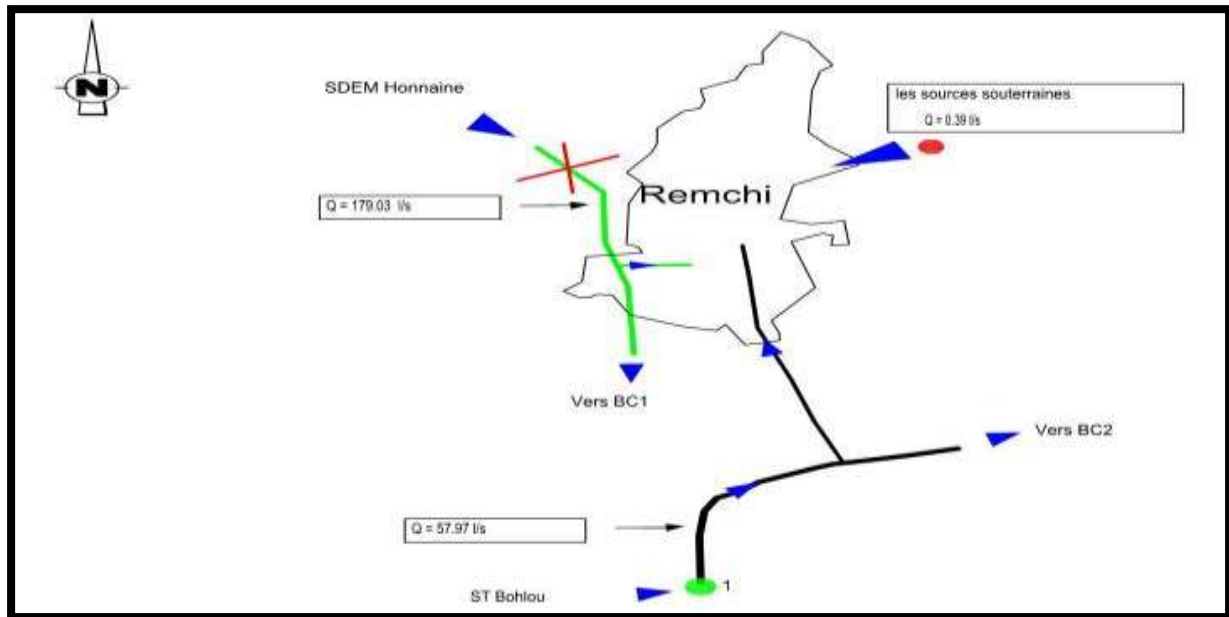 N
SDEM Honnaine
les sources souterraines
Q = 0.39 l/s
Remchi
Q = 179.03 l/s
Vers BC1
Vers BC2
Q = 57.97 l/s
1
ST Bohlou